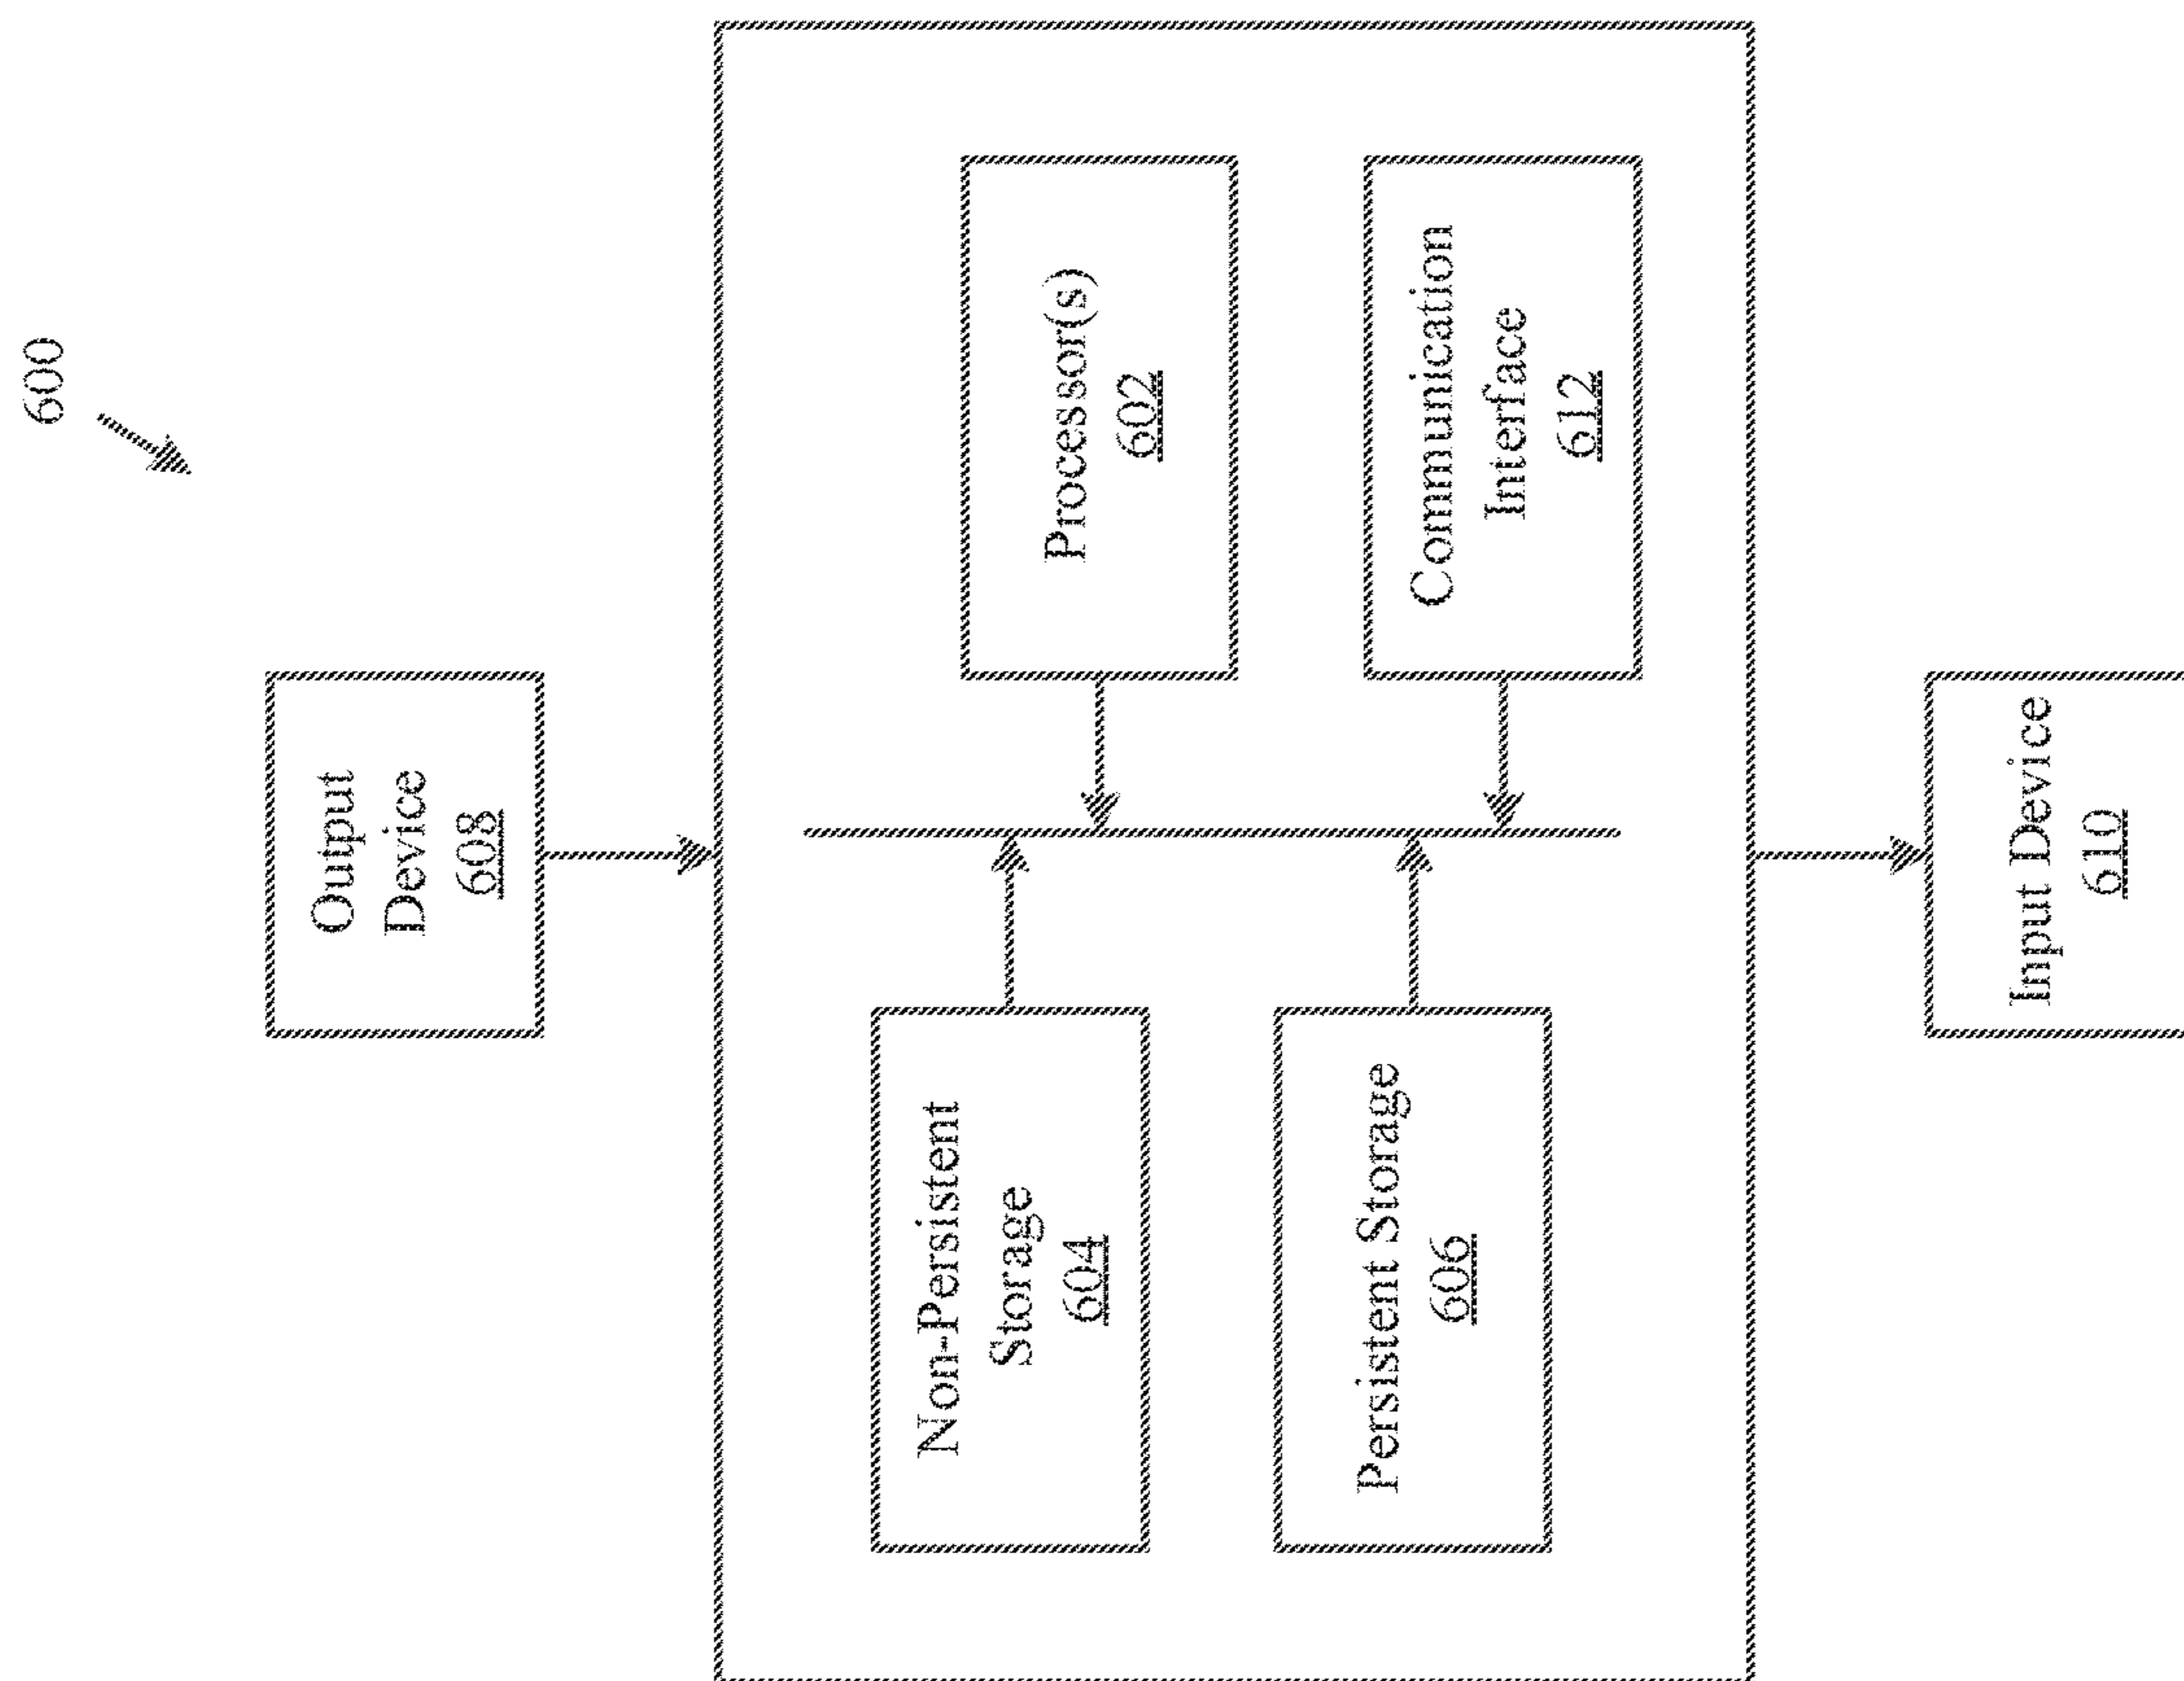 600
Output
Device
608
Non-Persistent
Storage
604
Processor(s)
602
Persistent Storage
606
Communication
Interface
612
Input Device
610